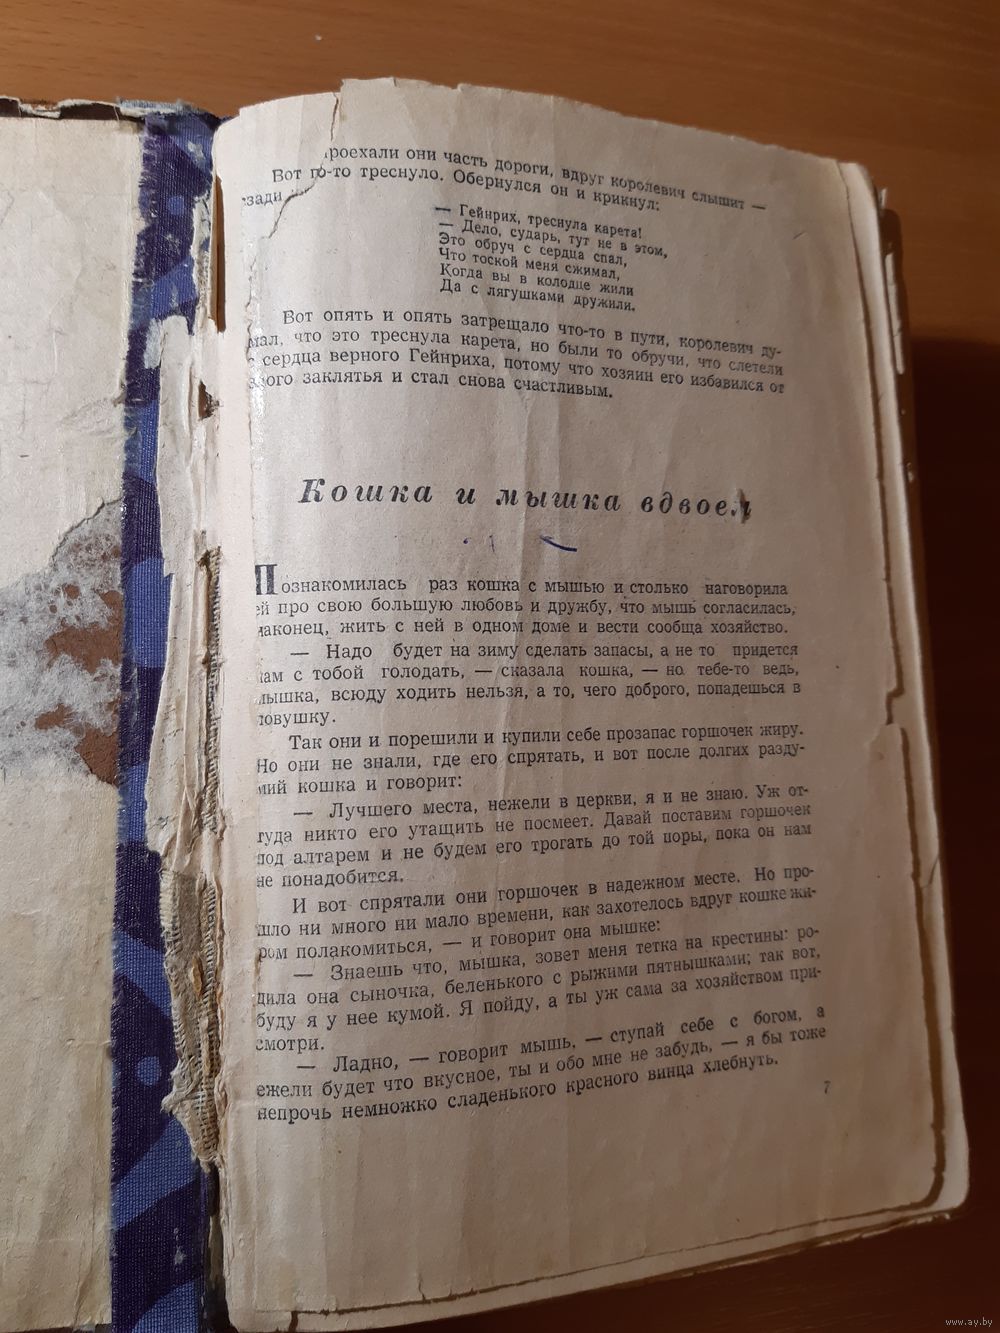 роехали они часть дороги, вдруг королевич слышит —
зади что-то треснуло. Обернулся он и крикнул:
— Гейнрих, треснула карета!
— Дело, сударь, тут не в этом,
Это обруч с сердца спал,
Что тоской меня сжимал,
Когда вы в колодце жили
Да с лягушками дружили.
Вот опять и опять затрещало что-то в пути, королевич ду-
мал, что это треснула карета, но были то обручи, что слетели
с сердца верного Гейнриха, потому что хозяин его избавился от
злого заклятья и стал снова счастливым.
Кошка и мышка вдвоем
Познакомилась раз кошка с мышью и столько наговорила
ей про свою большую любовь и дружбу, что мышь согласилась,
наконец, жить с ней в одном доме и вести сообща хозяйство.
— Надо будет на зиму сделать запасы, а не то придется
нам с тобой голодать, — сказала кошка, — но тебе-то ведь,
мышка, всюду ходить нельзя, а то, чего доброго, попадешься в
ловушку.
Так они и порешили и купили себе прозапас горшочек жиру.
Но они не знали, где его спрятать, и вот после долгих разду-
мий кошка и говорит:
— Лучшего места, нежели в церкви, я и не знаю. Уж от-
туда никто его утащить не посмеет. Давай поставим горшочек
под алтарем и не будем его трогать до той поры, пока он нам
не понадобится.
И вот спрятали они горшочек в надежном месте. Но про-
шло ни много ни мало времени, как захотелось вдруг кошке жи-
ром полакомиться, — и говорит она мышке:
— Знаешь что, мышка, зовет меня тетка на крестины: ро-
дила она сыночка, беленького с рыжими пятнышками; так вот,
буду я у нее кумой. Я пойду, а ты уж сама за хозяйством при-
смотри.
— Ладно, — говорит мышь, — ступай себе с богом, а
ежели будет что вкусное, ты и обо мне не забудь, — я бы тоже
непрочь немножко сладенького красного винца хлебнуть.
7
www.ay.by